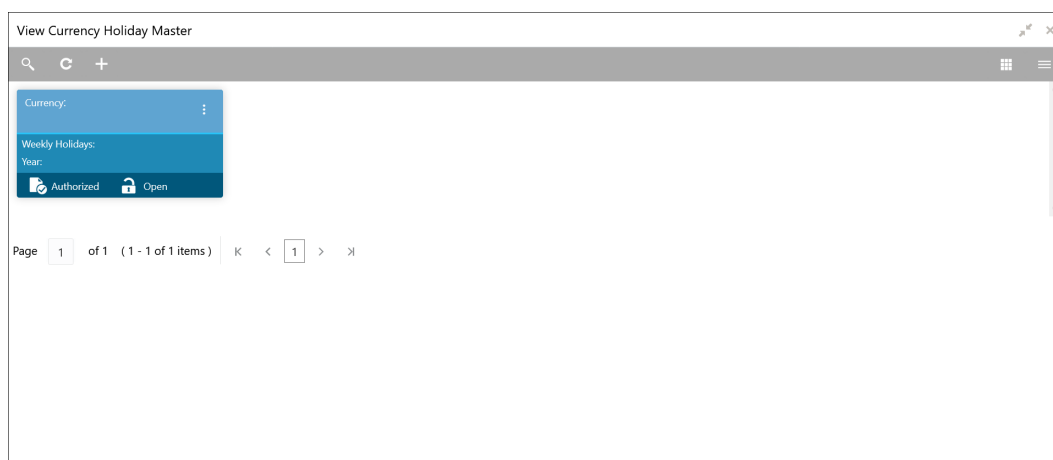 View Currency Holiday Master
Currency:
Weekly Holidays:
Year:
Authorized Open
Page 1 of 1 ( 1 - 1 of 1 items ) 1